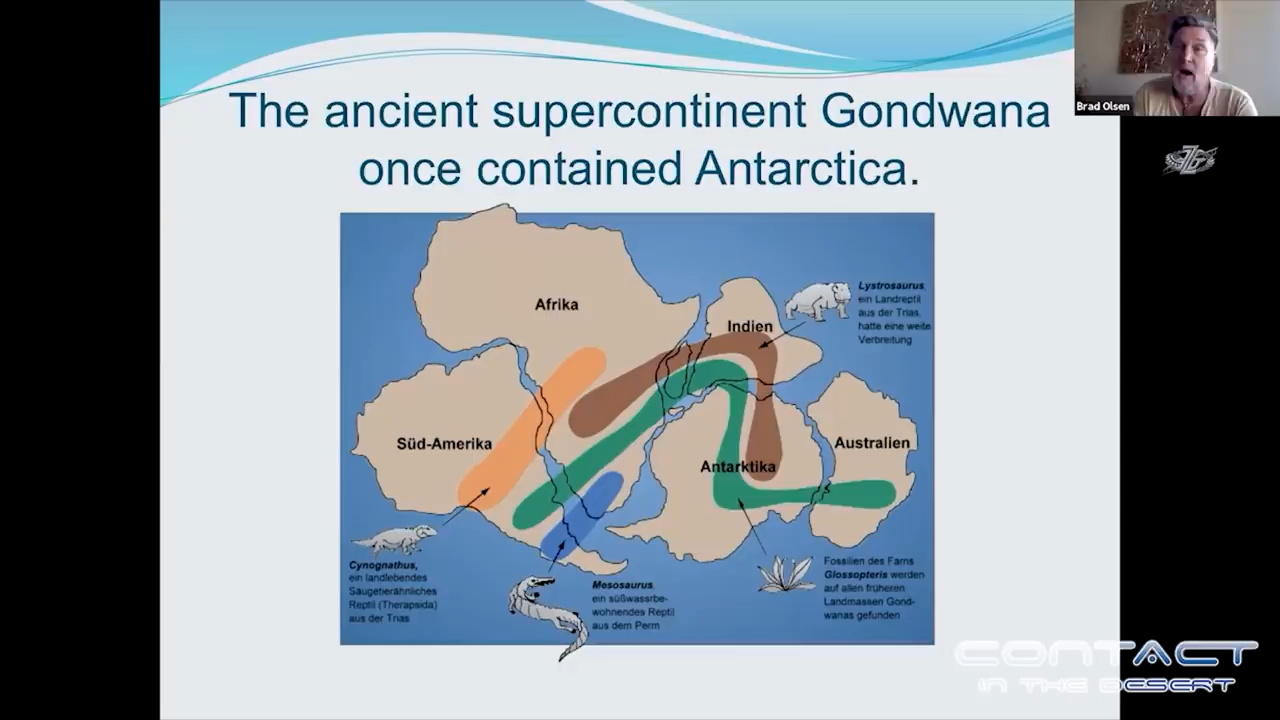 Brad Olsen
The ancient supercontinent Gondwana
once contained Antarctica.
Afrika
Indien
Lystrosaurus,
ein Landreptil
aus der Trias,
hatte eine weite
Verbreitung
Süd-Amerika
Antarktika
Australien
Cynognathus,
ein landlebendes
Säugetierähnliches
Reptil (Therapsida)
aus der Trias
Mesosaurus,
ein süßwassrbe-
wohnendes Reptil
aus dem Perm
Fossilien des Farns
Glossopteris werden
auf allen früheren
Landmassen Gond-
wanas gefunden
CONTACT
IN THE DESERT